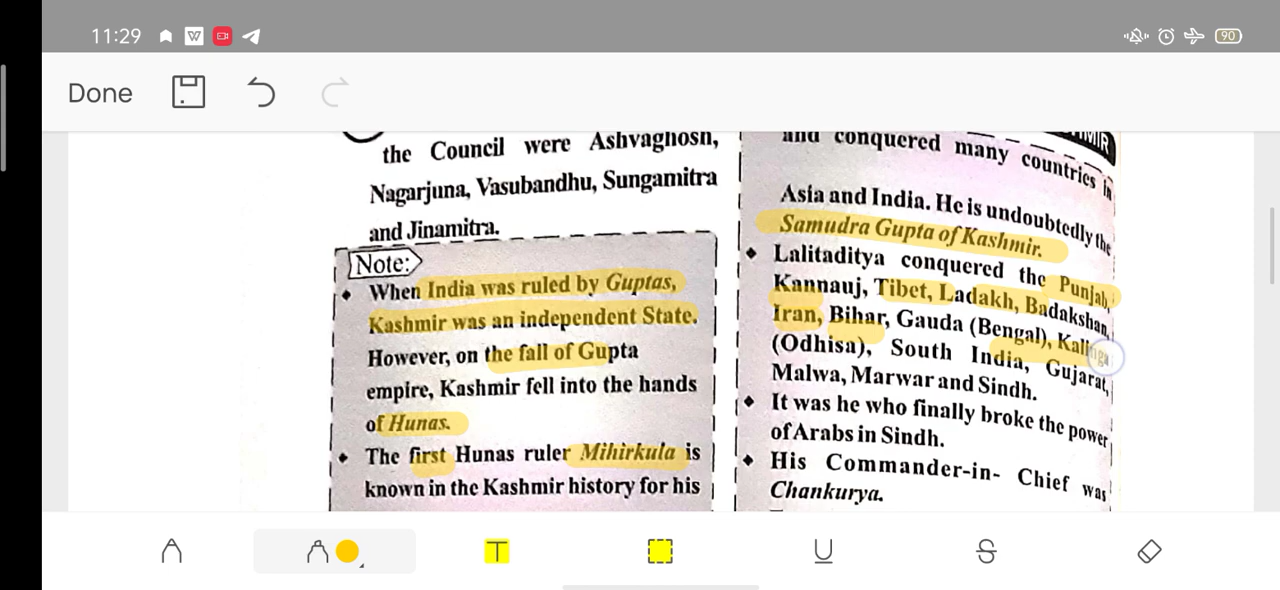 11:29
90
Done
the Council were Ashvaghosh,
Nagarjuna, Vasubandhu, Sungamitra
and Jinamitra.
Note:
When India was ruled by Guptas,
Kashmir was an independent State.
However, on the fall of Gupta
empire, Kashmir fell into the hands
of Hunas.
The first Hunas ruler Mihirkula is
known in the Kashmir history for his
and conquered many countries in
Asia and India. He is undoubtedly the
Samudra Gupta of Kashmir.
Lalitaditya conquered the Punjab,
Kannauj, Tibet, Ladakh, Badakshan,
Iran, Bihar, Gauda (Bengal), Kalinga
(Odhisa), South India, Gujarat,
Malwa, Marwar and Sindh.
It was he who finally broke the power
of Arabs in Sindh.
His Commander-in- Chief was
Chankurya.
T
U
S